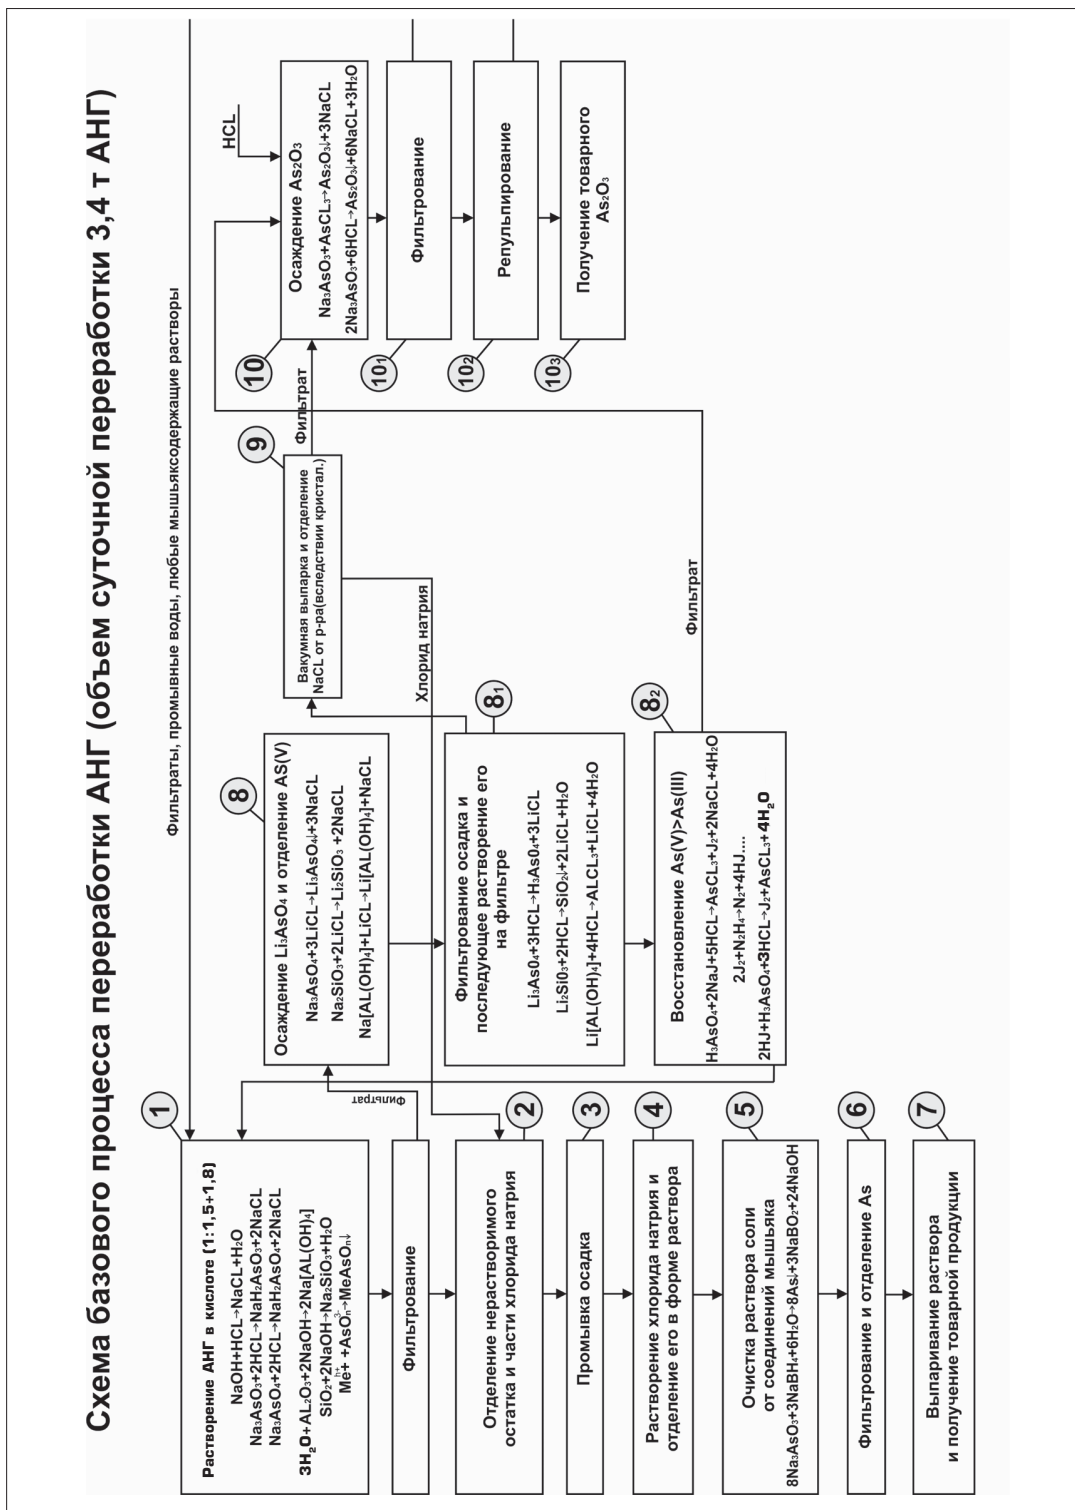 Схема базового процесса переработки АНГ (объем суточной переработки 3,4 т АНГ)
Фильтраты, промывные воды, любые мышьяксодержащие растворы
1
Растворение АНГ в кислоте (1:1,5+1,8)
NaOH+HCL→NaCL+H₂O
Na₃AsO₃+2HCL→NaH₂AsO₃+2NaCL
Na₃AsO₄+2HCL→NaH₂AsO₄+2NaCL
3H₂O+AL₂O₃+2NaOH→2Na[AL(OH)₄]
SiO₂+2NaOH→Na₂SiO₃+H₂O
Meⁿ⁺+AsOₙ³⁻→MeAsOₙ↓
Фильтрование
Фильтрат
2
Отделение нерастворимого
остатка и части хлорида натрия
3
Промывка осадка
4
Растворение хлорида натрия и
отделение его в форме раствора
5
Очистка раствора соли
от соединений мышьяка
8Na₃AsO₃+3NaBH₄+6H₂O→8As↓+3NaBO₂+24NaOH
6
Фильтрование и отделение As
7
Выпаривание раствора
и получение товарной продукции
8
Осаждение Li₃AsO₄ и отделение AS(V)
Na₃AsO₄+3LiCL→Li₃AsO₄↓+3NaCL
Na₂SiO₃+2LiCL→Li₂SiO₃ +2NaCL
Na[AL(OH)₄]+LiCL→Li[AL(OH)₄]+NaCL
8₁
Фильтрование осадка и
последующее растворение его
на фильтре
Li₃As04+3HCL→H₃As04+3LiCL
Li₂Si0₃+2HCL→SiO₂↓+2LiCL+H₂O
Li[AL(OH)₄]+4HCL→ALCL₃+LiCL+4H₂O
8₂
Восстановление As(V)>As(III)
H₃AsO₄+2NaJ+5HCL→AsCL₃+J₂+2NaCL+4H₂O
2J₂+N₂H₄→N₂+4HJ....
2HJ+H₃AsO₄+3HCL→J₂+AsCL₃+4H₂O
Фильтрат
9
Вакумная выпарка и отделение
NaCL от р-ра(вследствии кристал.)
Хлорид натрия
Фильтрат
HCL
10
Осаждение As₂O₃
Na₃AsO₃+AsCL₃→As₂O₃↓+3NaCL
2Na₃AsO₃+6HCL→As₂O₃↓+6NaCL+3H₂O
10₁
Фильтрование
10₂
Репульпирование
10₃
Получение товарного
As₂O₃